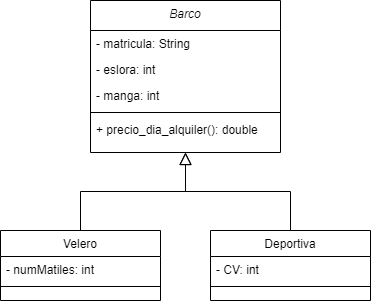 Barco
- matricula: String
- eslora: int
- manga: int
+ precio_dia_alquiler(): double
Velero
- numMatiles: int
Deportiva
- CV: int